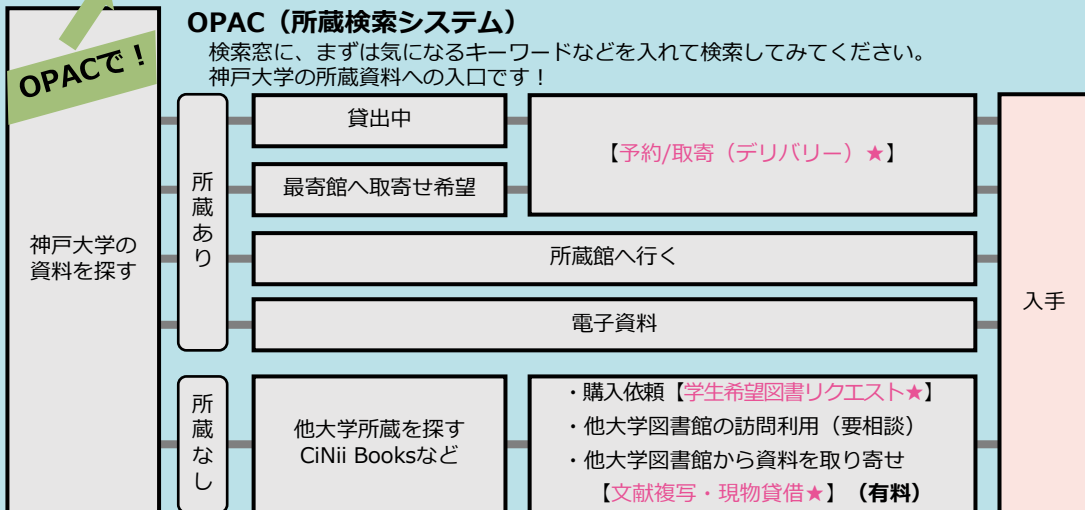 OPACで！
OPAC（所蔵検索システム）
検索窓に、まずは気になるキーワードなどを入れて検索してみてください。
神戸大学の所蔵資料への入口です！
神戸大学の
資料を探す
所蔵あり
貸出中
最寄館へ取寄せ希望
【予約/取寄（デリバリー）★】
所蔵館へ行く
電子資料
所蔵なし
他大学所蔵を探す
CiNii Booksなど
・購入依頼【学生希望図書リクエスト★】
・他大学図書館の訪問利用（要相談）
・他大学図書館から資料を取り寄せ
【文献複写・現物貸借★】（有料）
入手